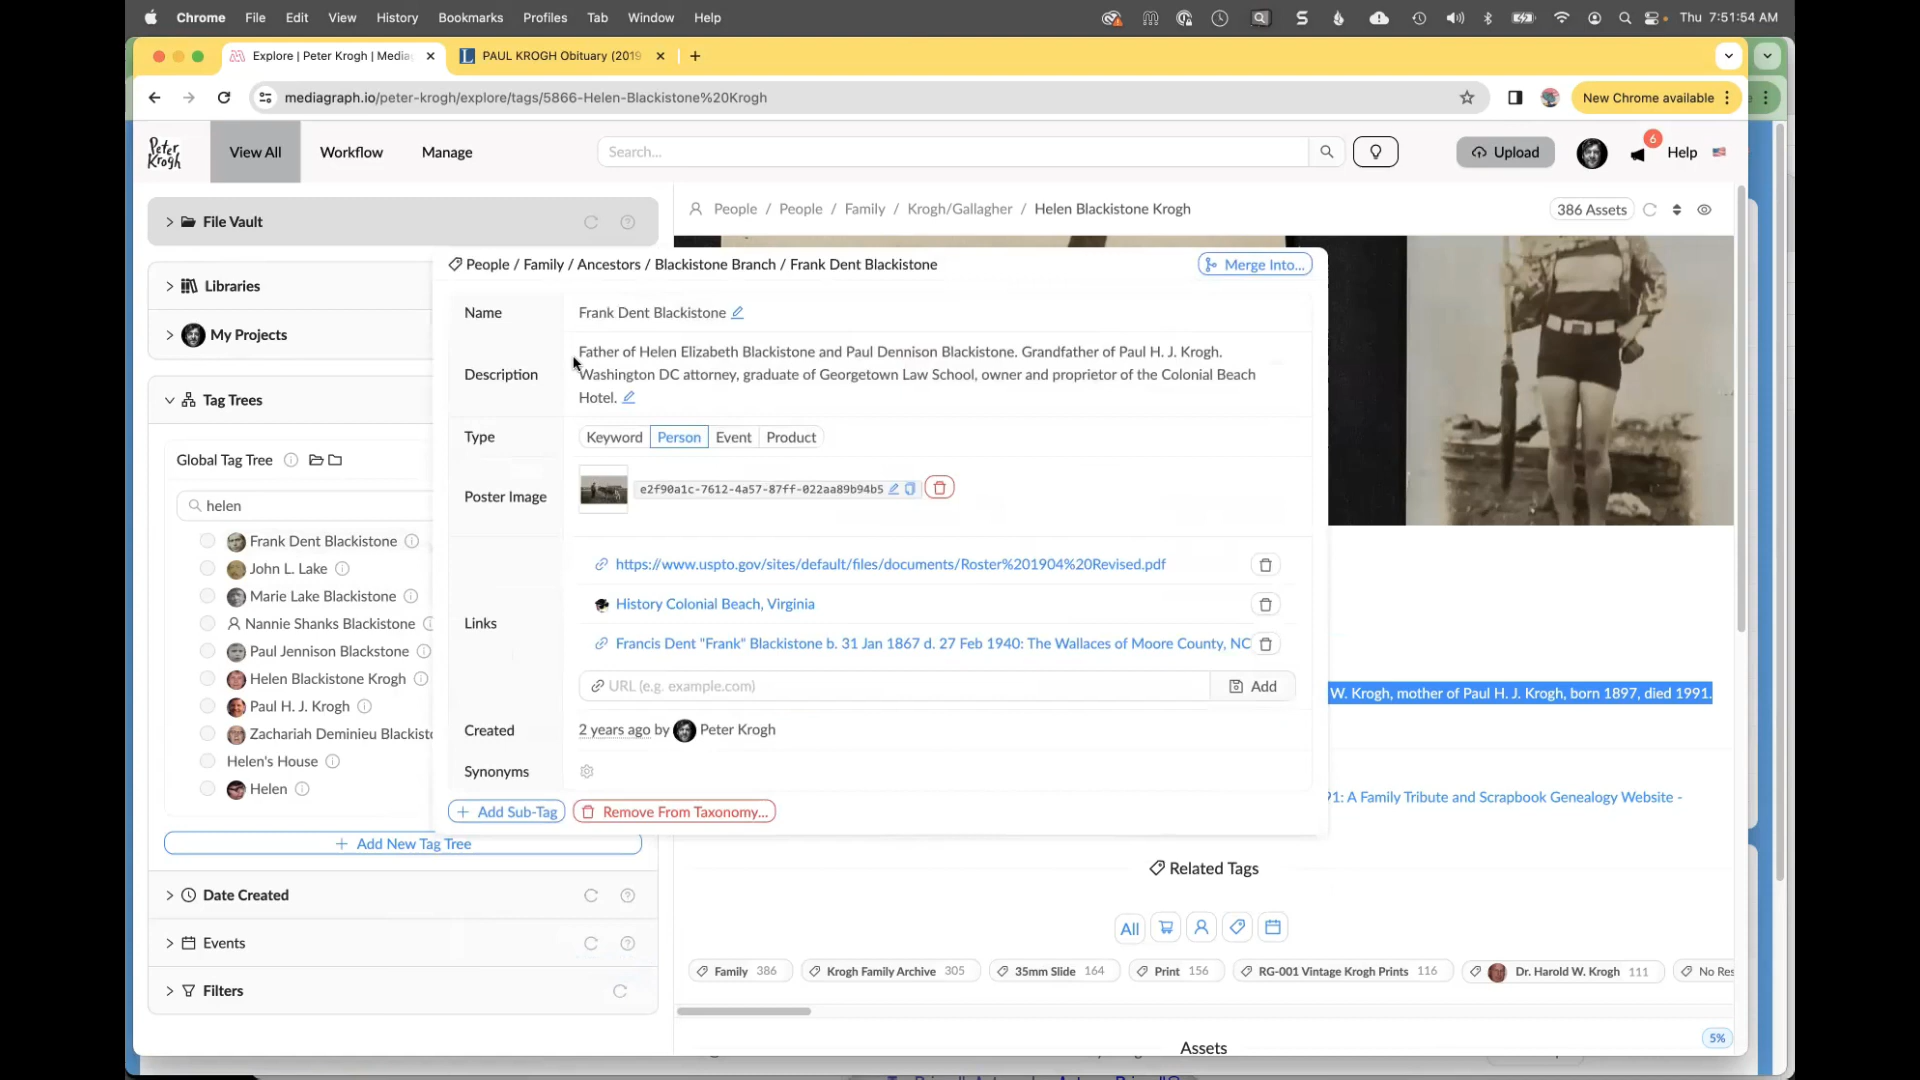 Chrome File Edit View History Bookmarks Profiles Tab Window Help Thu 7:51:54 AM
Explore | Peter Krogh | Media
PAUL KROGH Obituary (2019
mediagraph.io/peter-krogh/explore/tags/5866-Helen-Blackistone%20Krogh
New Chrome available
Peter Krogh
View All Workflow Manage
Search...
Upload
6
Help
File Vault
People / People / Family / Krogh/Gallagher / Helen Blackistone Krogh
386 Assets
Libraries
My Projects
Tag Trees
Global Tag Tree
helen
Frank Dent Blackistone
John L. Lake
Marie Lake Blackistone
Nannie Shanks Blackistone
Paul Jennison Blackstone
Helen Blackistone Krogh
Paul H. J. Krogh
Zachariah Deminieu Blackisto
Helen's House
Helen
Add New Tag Tree
Date Created
Events
Filters
People / Family / Ancestors / Blackistone Branch / Frank Dent Blackistone
Merge Into...
Name
Frank Dent Blackistone
Description
Father of Helen Elizabeth Blackistone and Paul Dennison Blackistone. Grandfather of Paul H. J. Krogh.
Washington DC attorney, graduate of Georgetown Law School, owner and proprietor of the Colonial Beach
Hotel.
Type
Keyword Person Event Product
Poster Image
e2f90a1c-7612-4a57-87ff-022aa89b94b5
Links
https://www.uspto.gov/sites/default/files/documents/Roster%201904%20Revised.pdf
History Colonial Beach, Virginia
Francis Dent "Frank" Blackistone b. 31 Jan 1867 d. 27 Feb 1940: The Wallaces of Moore County, NC
URL (e.g. example.com)
Add
Created
2 years ago by Peter Krogh
Synonyms
Add Sub-Tag
Remove From Taxonomy...
W. Krogh, mother of Paul H. J. Krogh, born 1897, died 1991.
91: A Family Tribute and Scrapbook Genealogy Website -
Related Tags
All
Family 386
Krogh Family Archive 305
35mm Slide 164
Print 156
RG-001 Vintage Krogh Prints 116
Dr. Harold W. Krogh 111
No Res
5%
Assets